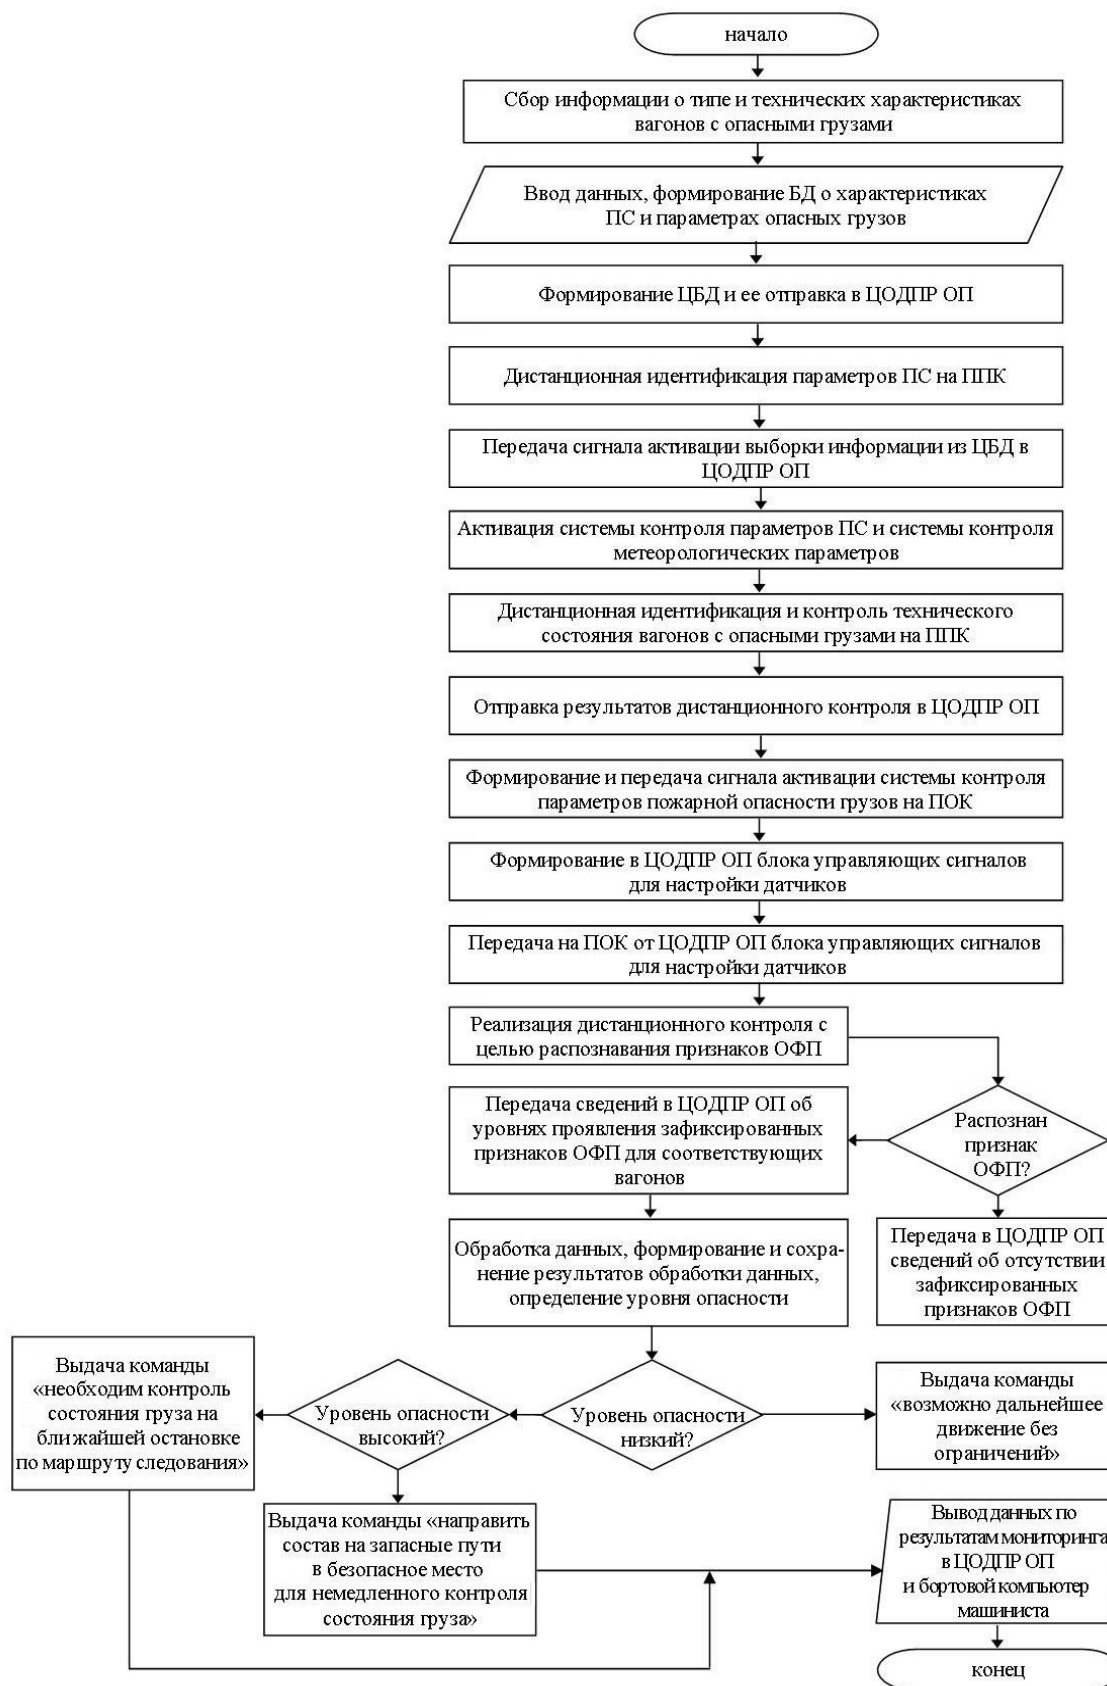 начало
Сбор информации о типе и технических характеристиках
вагонов с опасными грузами
Ввод данных, формирование БД о характеристиках
ПС и параметрах опасных грузов
Формирование ЦБД и ее отправка в ЦОДПР ОП
Дистанционная идентификация параметров ПС на ППК
Передача сигнала активации выборки информации из ЦБД в
ЦОДПР ОП
Активация системы контроля параметров ПС и системы контроля
метеорологических параметров
Дистанционная идентификация и контроль технического
состояния вагонов с опасными грузами на ППК
Отправка результатов дистанционного контроля в ЦОДПР ОП
Формирование и передача сигнала активации системы контроля
параметров пожарной опасности грузов на ПОК
Формирование в ЦОДПР ОП блока управляющих сигналов
для настройки датчиков
Передача на ПОК от ЦОДПР ОП блока управляющих сигналов
для настройки датчиков
Реализация дистанционного контроля с
целью распознавания признаков ОФП
Распознан
признак
ОФП?
Передача сведений в ЦОДПР ОП об
уровнях проявления зафиксированных
признаков ОФП для соответствующих
вагонов
Передача в ЦОДПР ОП
сведений об отсутствии
зафиксированных
признаков ОФП
Обработка данных, формирование и сохра-
нение результатов обработки данных,
определение уровня опасности
Уровень опасности
низкий?
Выдача команды
«возможно дальнейшее
движение без
ограничений»
Уровень опасности
высокий?
Выдача команды
«необходим контроль
состояния груза на
ближайшей остановке
по маршруту следования»
Выдача команды «направить
состав на запасные пути
в безопасное место
для немедленного контроля
состояния груза»
Вывод данных по
результатам мониторинга
в ЦОДПР ОП
и бортовой компьютер
машиниста
конец